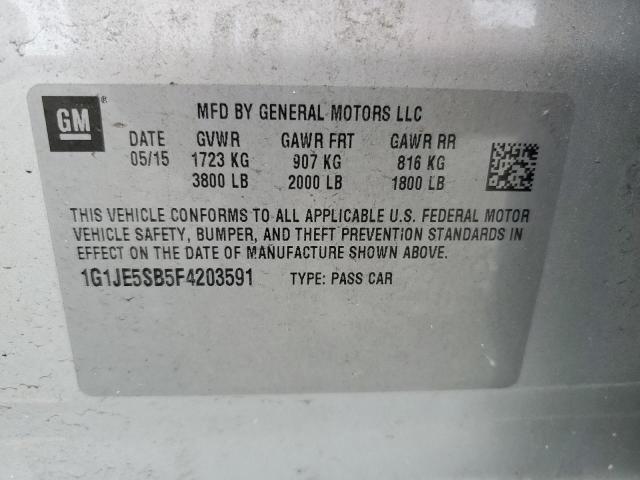 GM ®
MFD BY GENERAL MOTORS LLC
DATE GVWR GAWR FRT GAWR RR
05/15 1723 KG 907 KG 816 KG
3800 LB 2000 LB 1800 LB
THIS VEHICLE CONFORMS TO ALL APPLICABLE U.S. FEDERAL MOTOR
VEHICLE SAFETY, BUMPER, AND THEFT PREVENTION STANDARDS IN
EFFECT ON THE DATE OF MANUFACTURE SHOWN ABOVE.
1G1JE5SB5F4203591 TYPE: PASS CAR